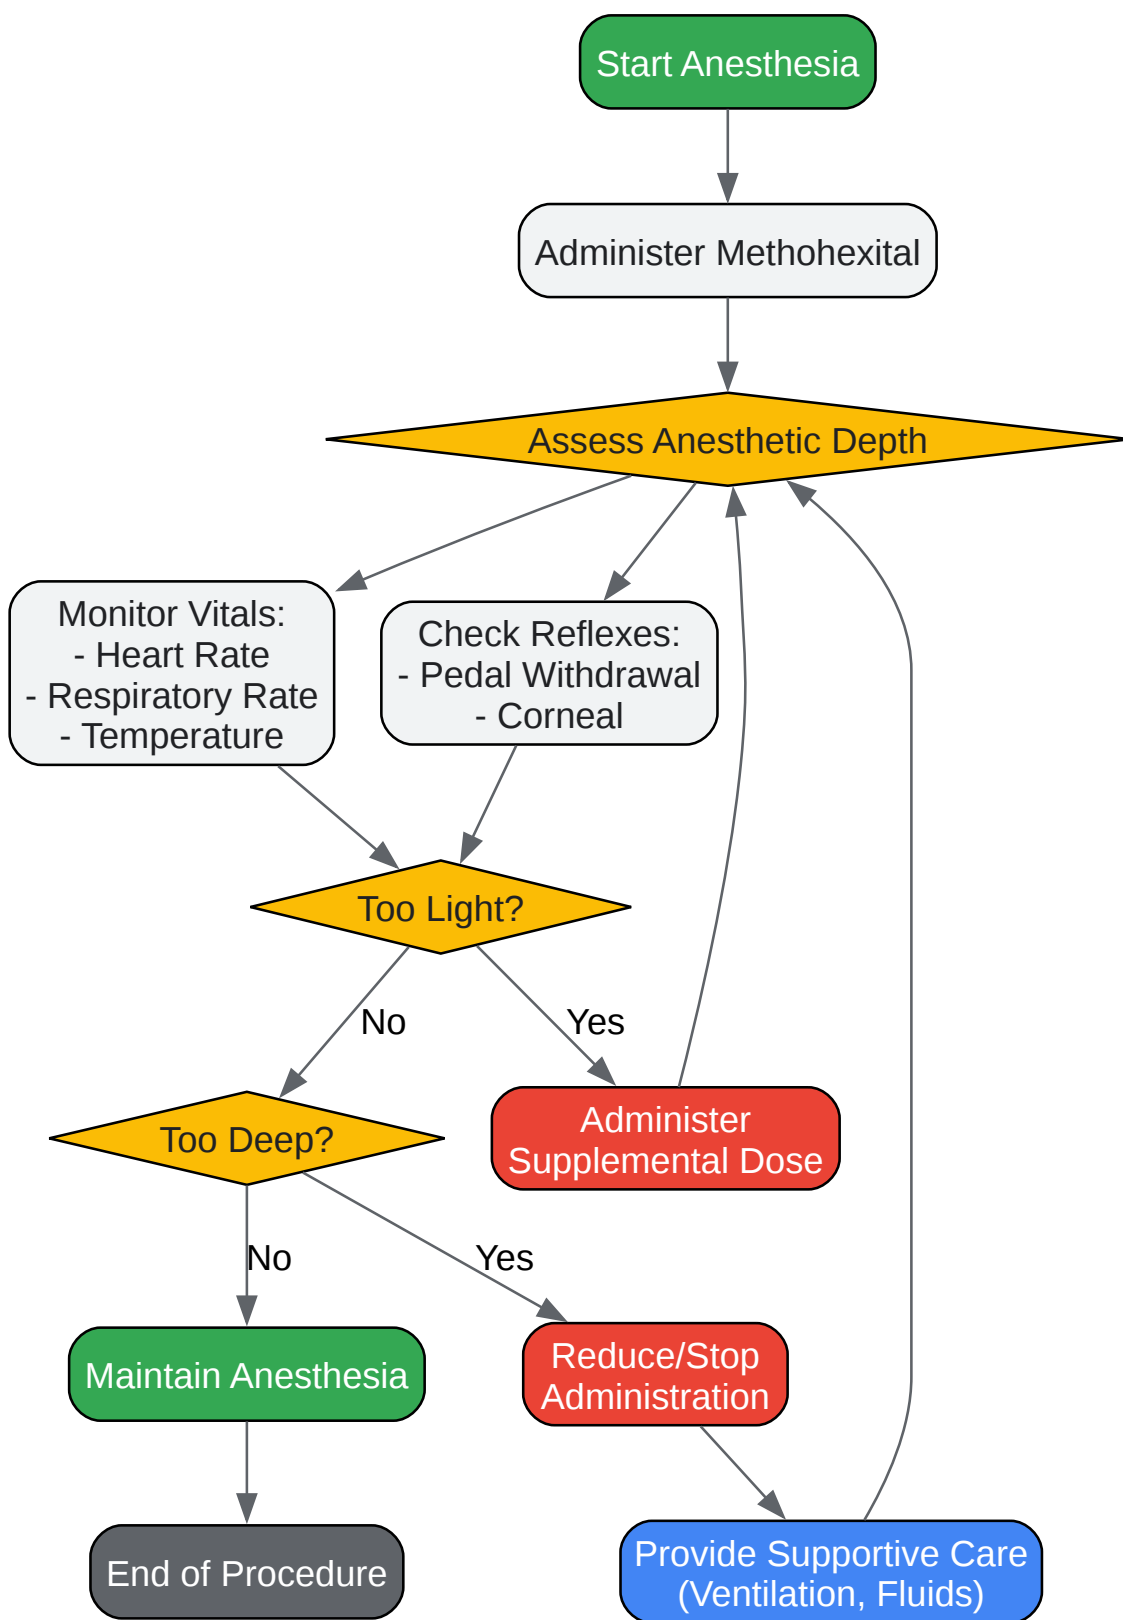 Start Anesthesia
Administer Methohexital
Assess Anesthetic Depth
Monitor Vitals:
- Heart Rate
- Respiratory Rate
- Temperature
Check Reflexes:
- Pedal Withdrawal
- Corneal
Too Light?
No
Yes
Too Deep?
Administer
Supplemental Dose
No
Yes
Maintain Anesthesia
Reduce/Stop
Administration
End of Procedure
Provide Supportive Care
(Ventilation, Fluids)